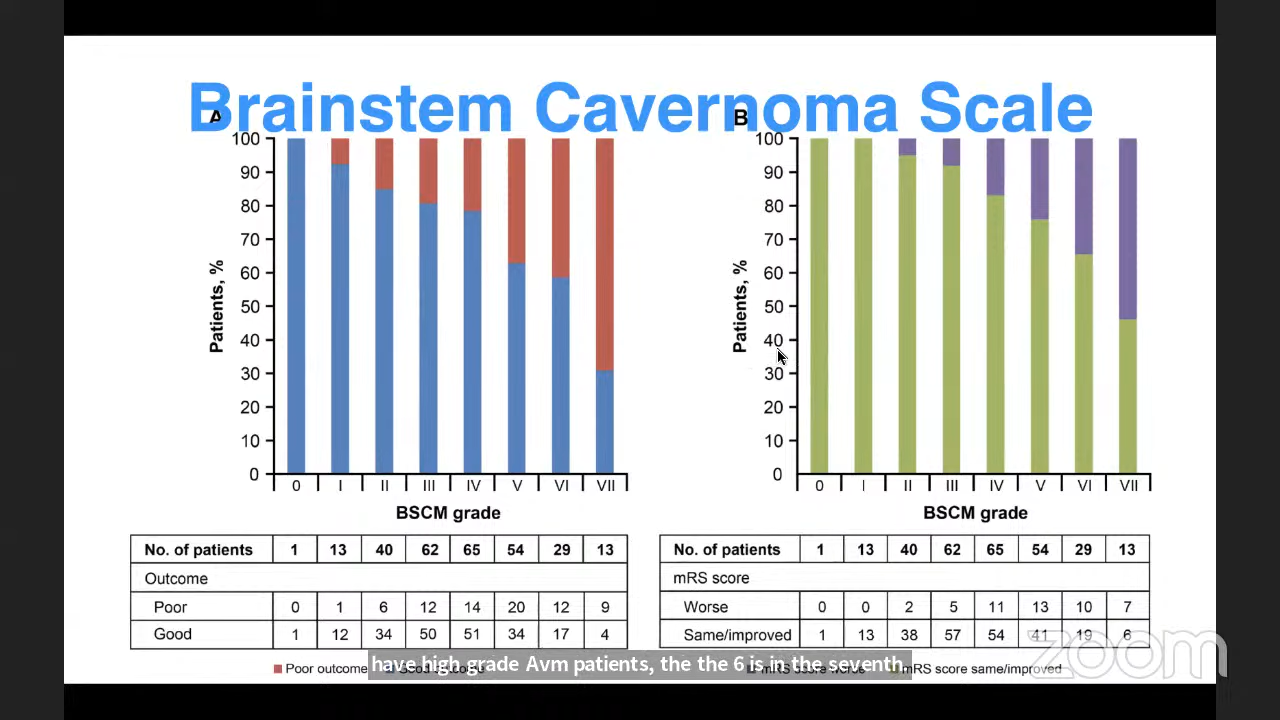 Brainstem Cavernoma Scale
A
100
90
80
70
60
50
40
30
20
10
0
Patients, %
0 I II III IV V VI VII
BSCM grade
No. of patients 1 13 40 62 65 54 29 13
Outcome
Poor 0 1 6 12 14 20 12 9
Good 1 12 34 50 51 34 17 4
Poor outcome Good outcome
B
100
90
80
70
60
50
40
30
20
10
0
Patients, %
0 I II III IV V VI VII
BSCM grade
No. of patients 1 13 40 62 65 54 29 13
mRS score
Worse 0 0 2 5 11 13 10 7
Same/improved 1 13 38 57 54 41 19 6
mRS score worse mRS score same/improved
have high grade Avm patients, the the 6 is in the seventh
zoom